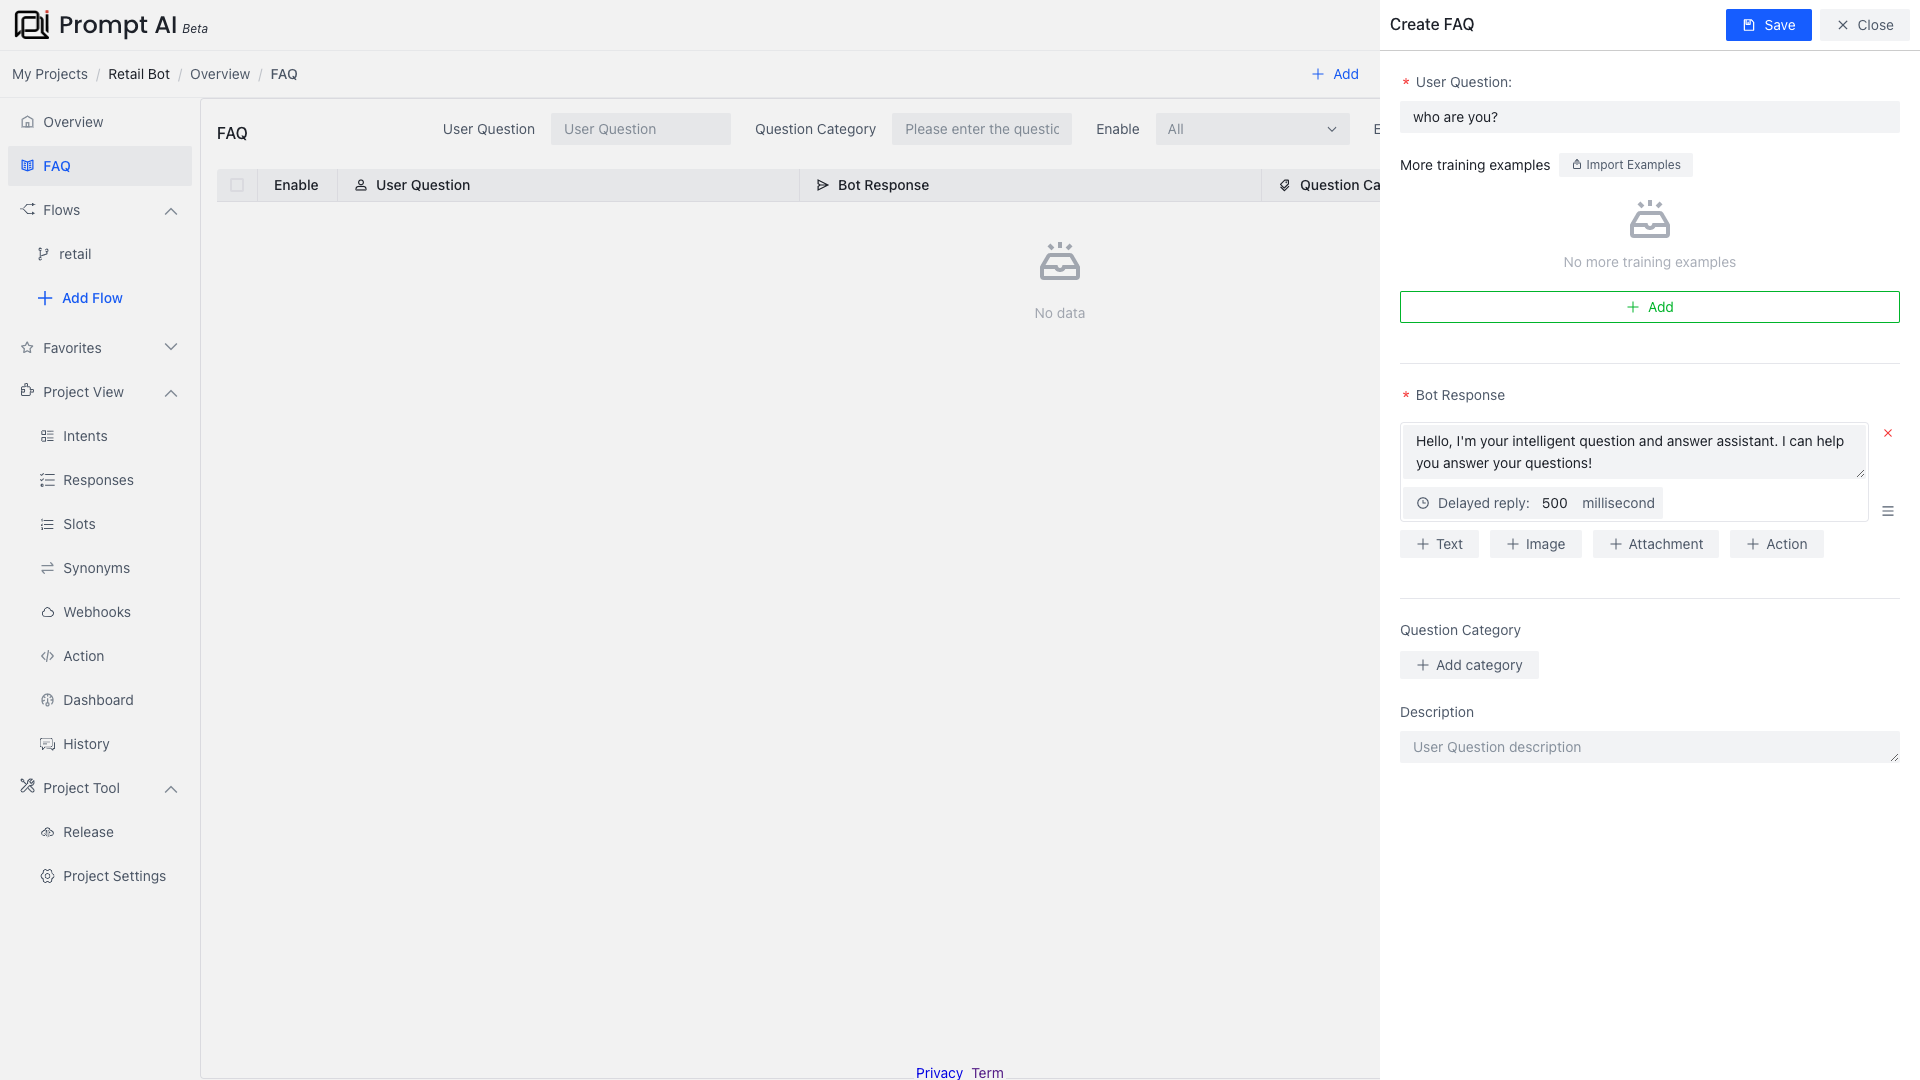 Prompt AI Beta
My Projects / Retail Bot / Overview / FAQ
Add
Overview
FAQ
Flows
retail
Add Flow
Favorites
Project View
Intents
Responses
Slots
Synonyms
Webhooks
Action
Dashboard
History
Project Tool
Release
Project Settings
FAQ
User Question User Question
Question Category Please enter the questic
Enable All
E
Enable User Question Bot Response Question Ca
No data
Privacy Term
Create FAQ
Save
Close
* User Question:
who are you?
More training examples Import Examples
No more training examples
Add
* Bot Response
Hello, I'm your intelligent question and answer assistant. I can help
you answer your questions!
Delayed reply: 500 millisecond
Text Image Attachment Action
Question Category
Add category
Description
User Question description